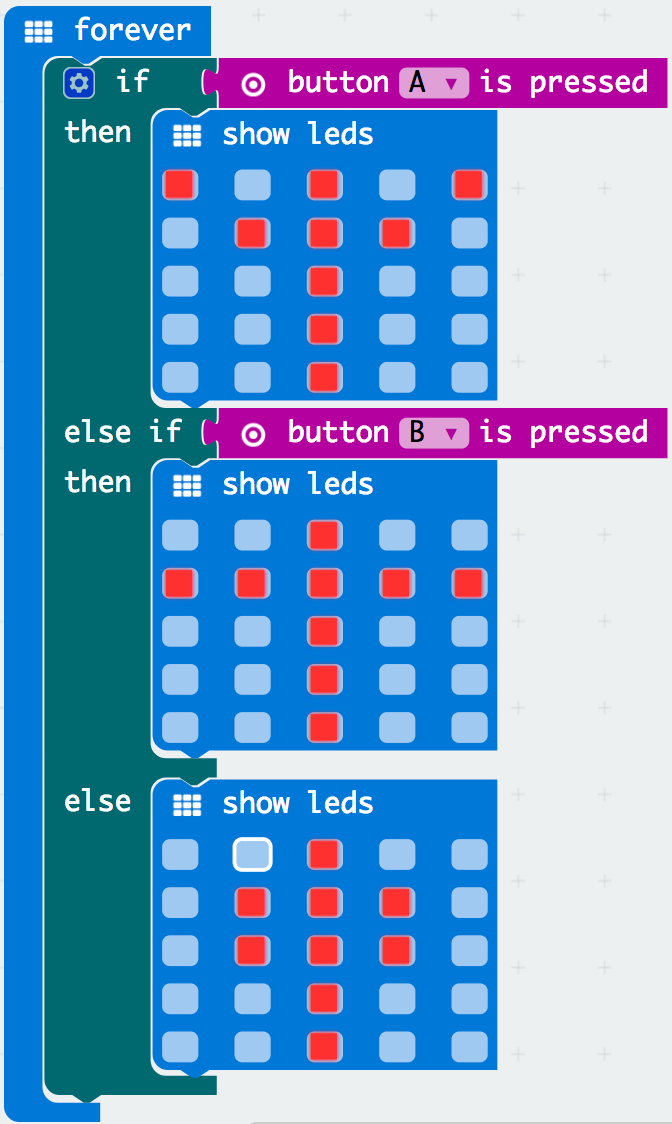 forever
if button A ▼ is pressed
then show leds
else if button B ▼ is pressed
then show leds
else show leds